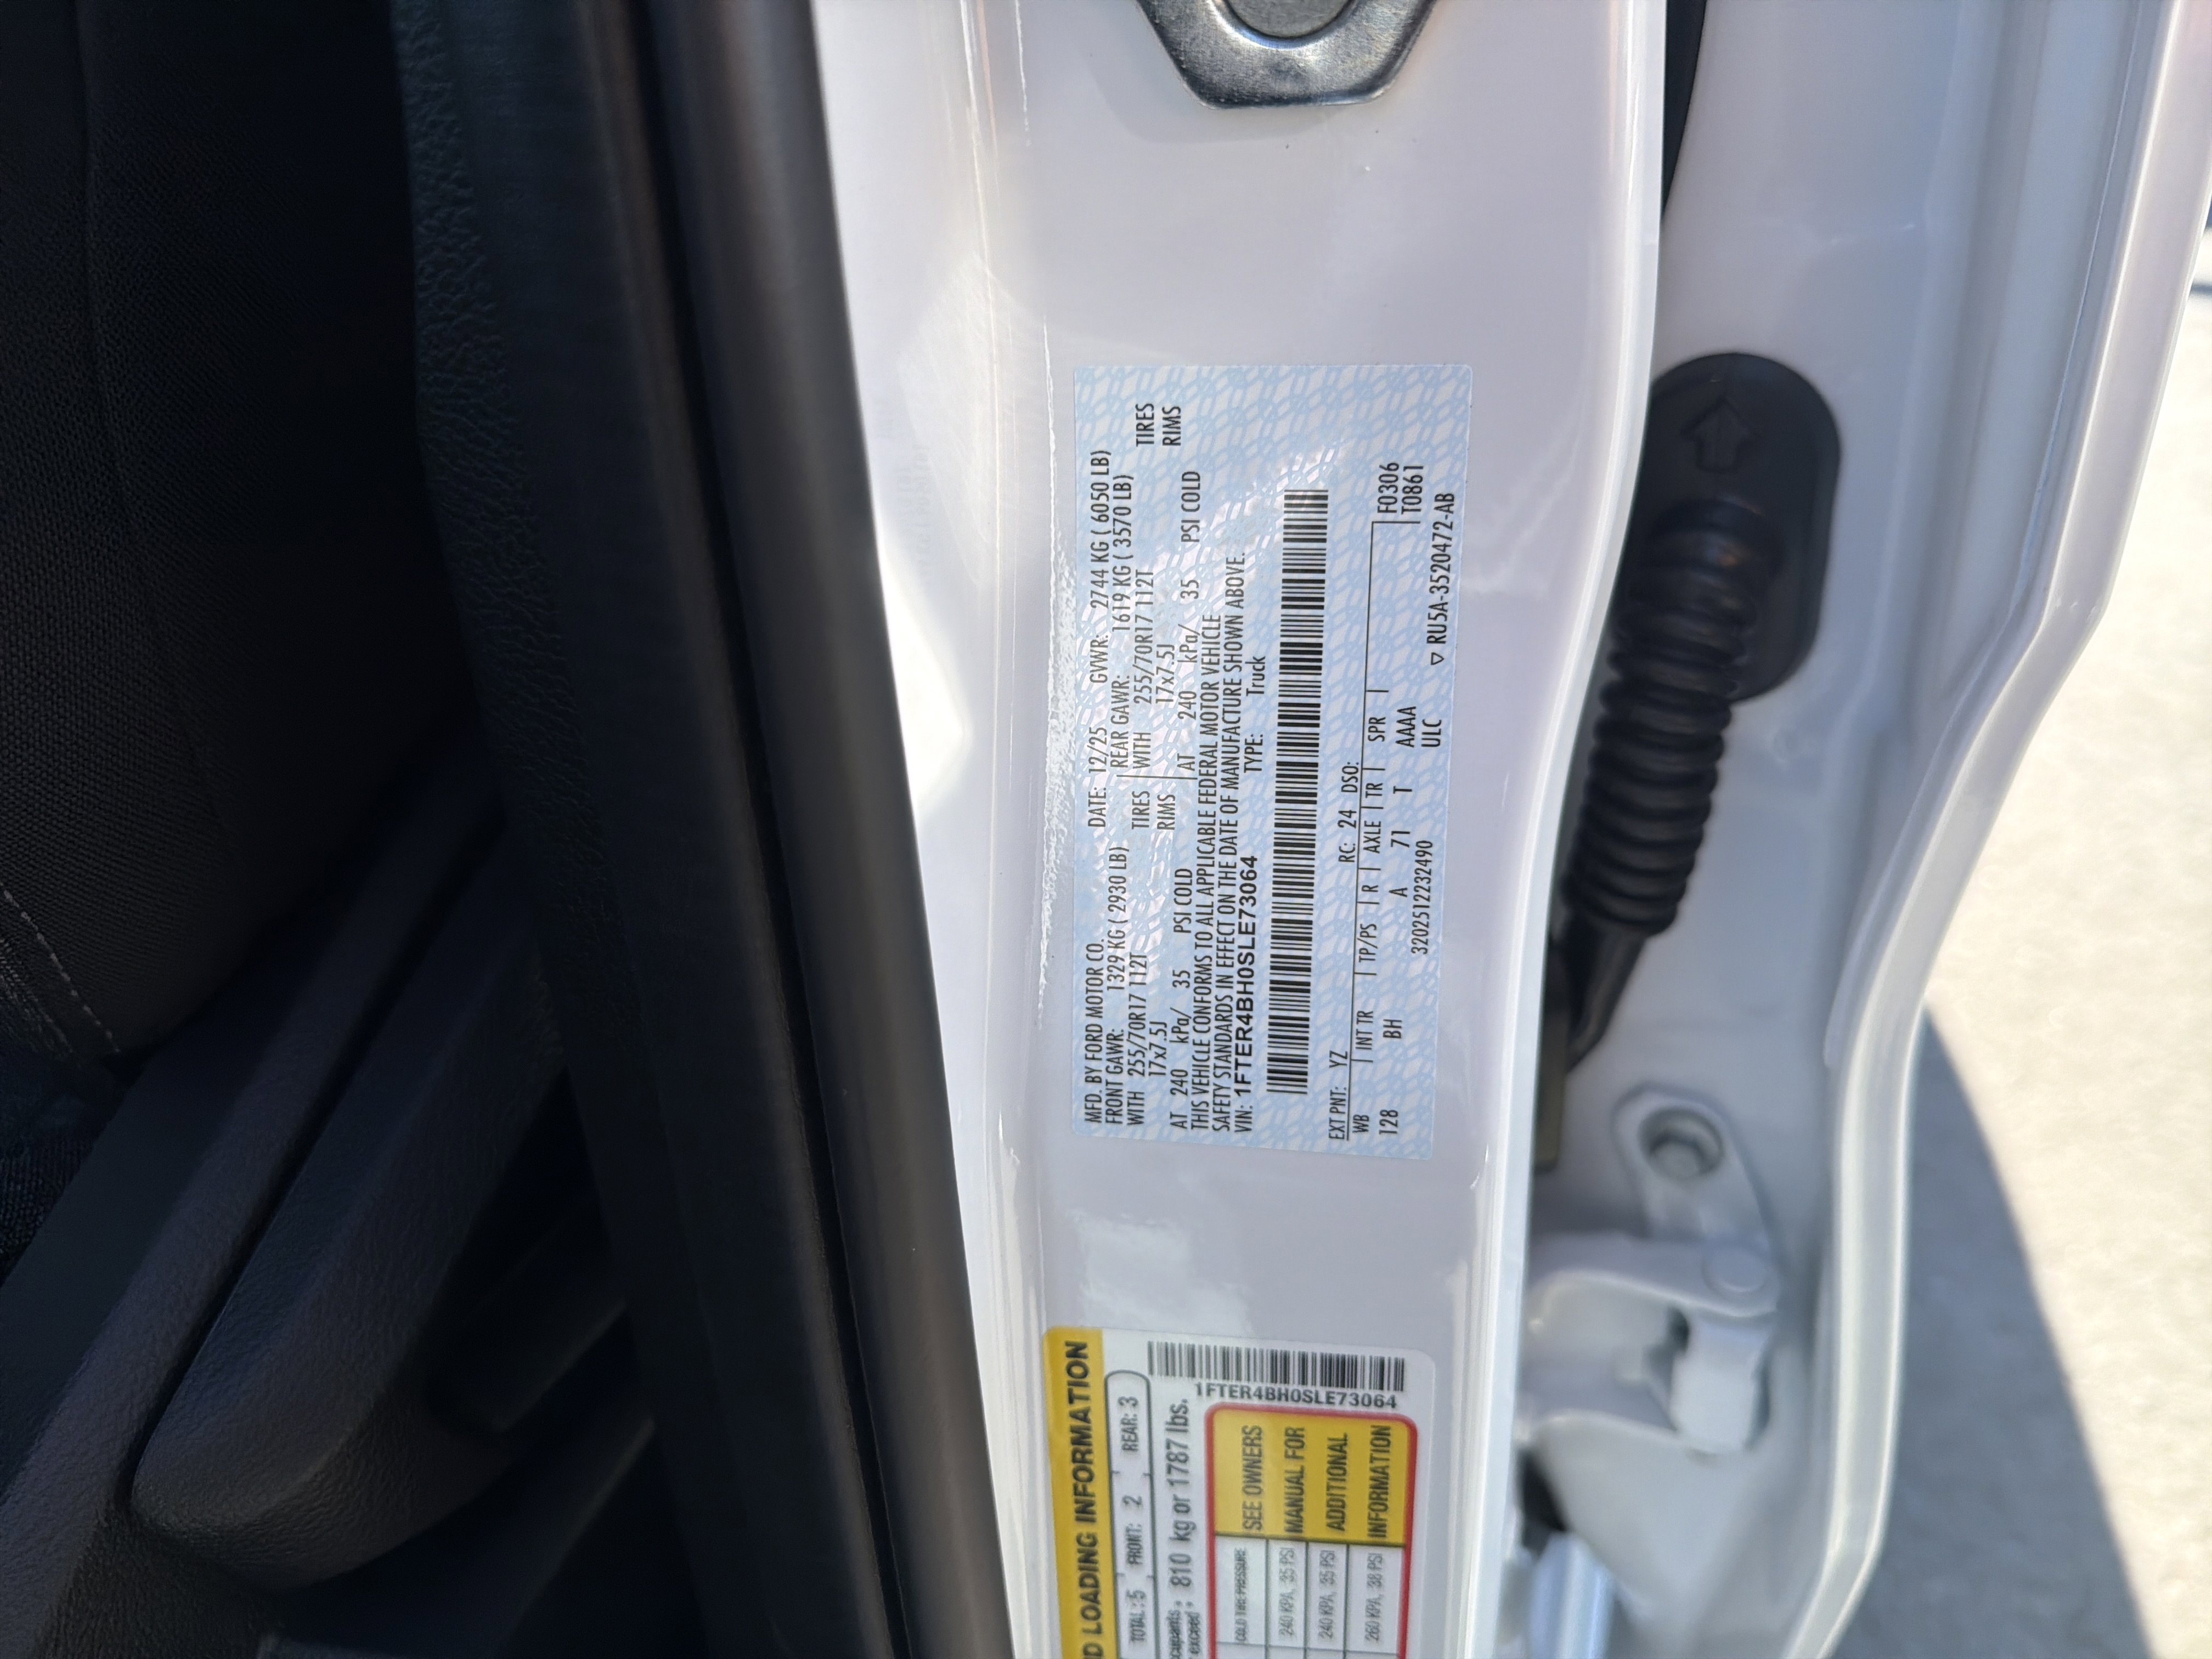 MFD. BY FORD MOTOR CO. DATE: 12/25 GVWR: 2744 KG ( 6050 LB)
FRONT GAWR: 1329 KG ( 2930 LB) REAR GAWR: 1619 KG ( 3570 LB)
WITH 255/70R17 112T TIRES WITH 255/70R17 112T TIRES
17x7.5J RIMS 17x7.5J RIMS
AT 240 kPa/ 35 PSI COLD AT 240 kPa/ 35 PSI COLD
THIS VEHICLE CONFORMS TO ALL APPLICABLE FEDERAL MOTOR VEHICLE
SAFETY STANDARDS IN EFFECT ON THE DATE OF MANUFACTURE SHOWN ABOVE.
VIN: 1FTER4BH0SLE73064 TYPE: Truck
EXT PNT: YZ RC: 24 DSO:
WB INT TR TP/PS R AXLE TR SPR F0306
128 BH A 71 T AAAA T0861
3202512232490 ULC
▽ RU5A-3520472-AB
LOADING INFORMATION
TOTAL: 5 FRONT: 2 REAR: 3
810 kg or 1787 lbs.
exceed
1FTER4BH0SLE73064
COLD TIRE PRESSURE
240 KPA, 35 PSI
240 KPA, 35 PSI
260 KPA, 38 PSI
SEE OWNERS
MANUAL FOR
ADDITIONAL
INFORMATION